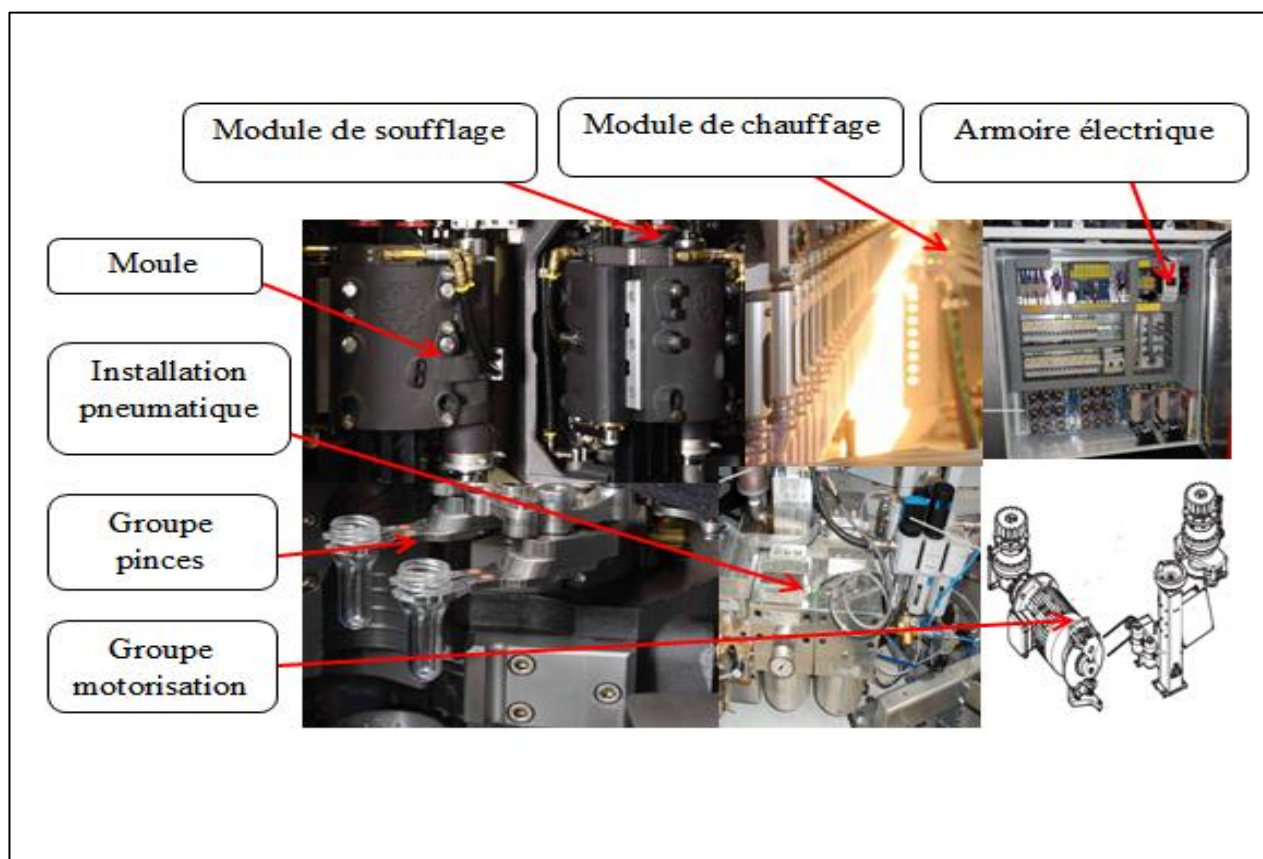 Module de soufflage
Module de chauffage
Armoire électrique
Moule
Installation
pneumatique
Groupe
pinces
Groupe
motorisation